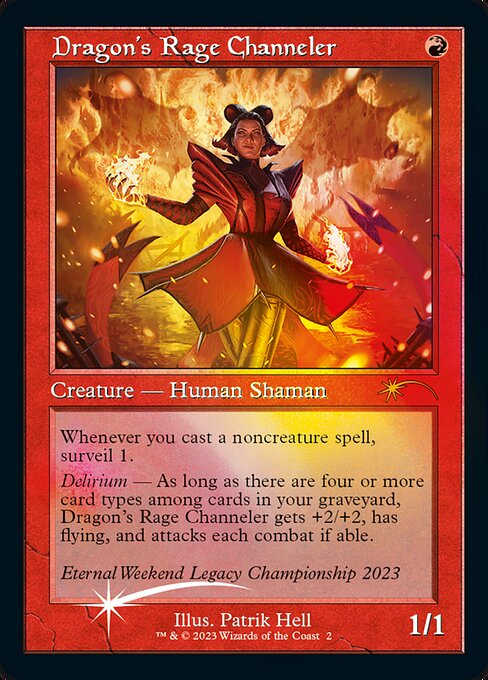 Dragon's Rage Channeler
Creature — Human Shaman
Whenever you cast a noncreature spell,
surveil 1.
Delirium — As long as there are four or more
card types among cards in your graveyard,
Dragon's Rage Channeler gets +2/+2, has
flying, and attacks each combat if able.
Eternal Weekend Legacy Championship 2023
Illus. Patrik Hell
™ & © 2023 Wizards of the Coast 2
1/1